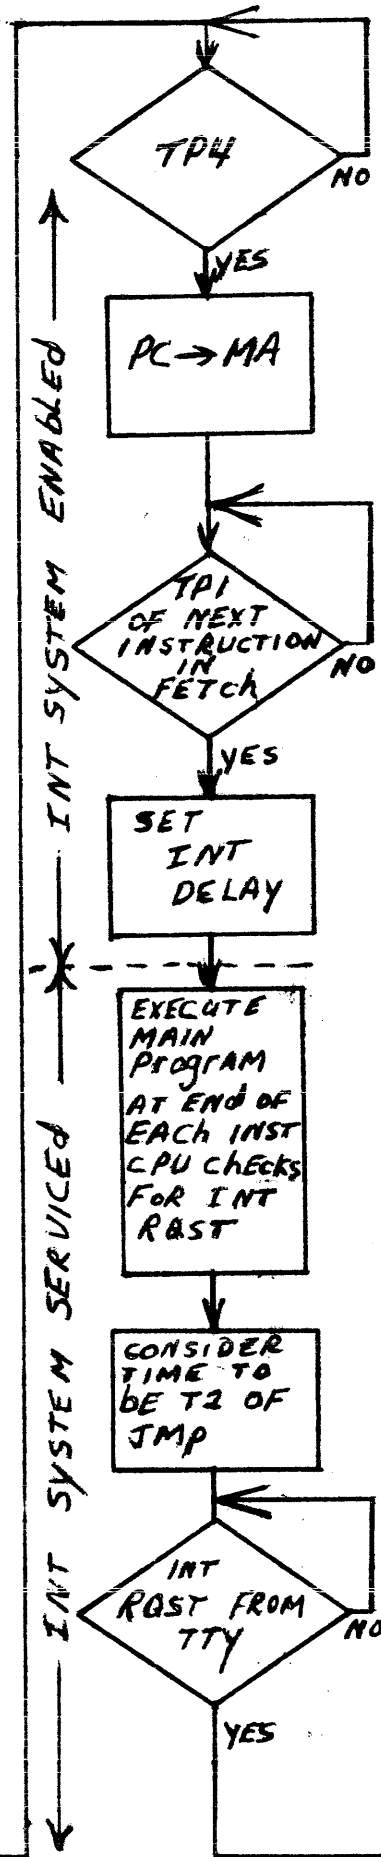 TP4
NO
YES
PC→MA
TP1
OF NEXT
INSTRUCTION
IN
FETCh
NO
YES
SET
INT
DELAY
INT SYSTEM ENAbLEd
EXECUTE
MAIN
PrograM
AT ENd OF
EACh INST
CPU ChECKs
FOR INT
RQST
CONSIDER
TIME TO
bE T2 OF
JMP
INT
RQST FROM
TTY
NO
YES
INT SYSTEM SERVICEd